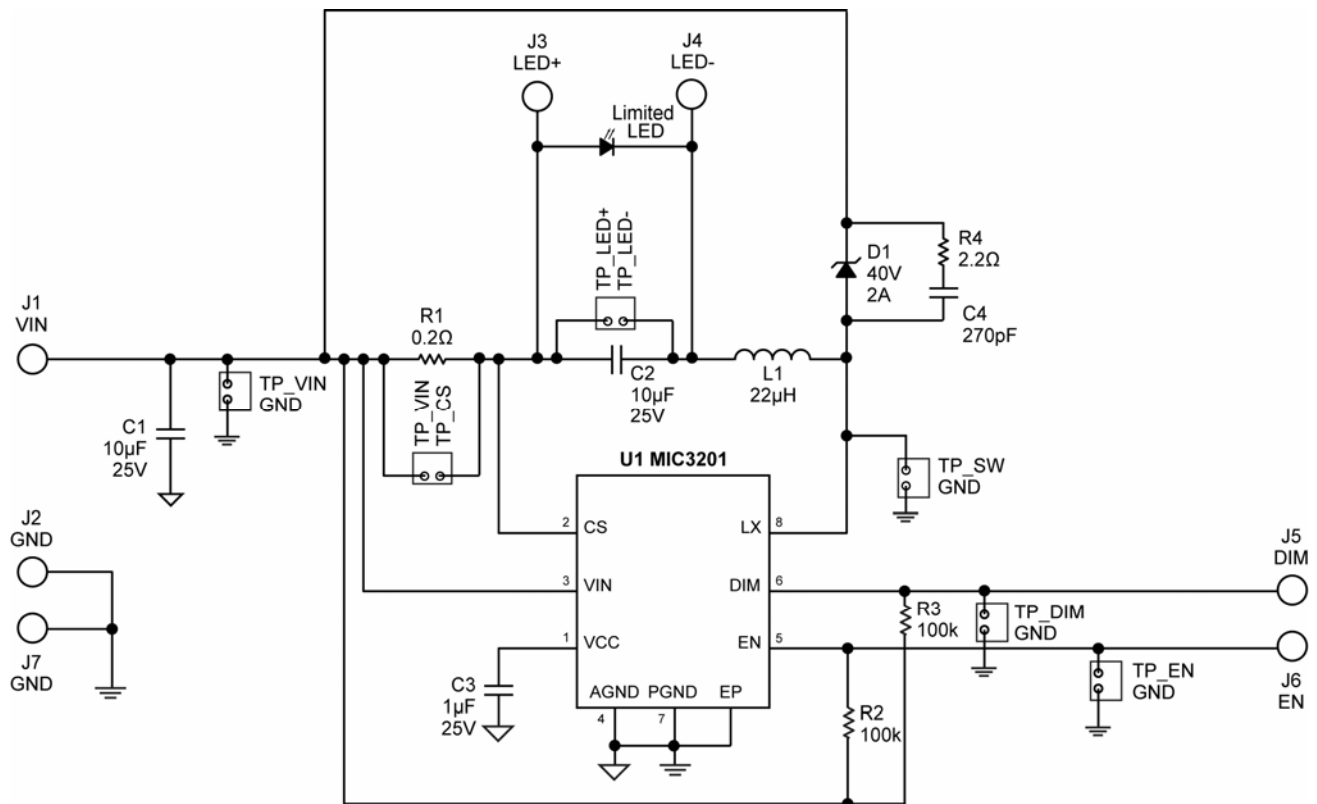 J3
LED+
J4
LED-
Limited
LED
TP_LED+
TP_LED-
D1
40V
2A
R4
2.2Ω
C4
270pF
J1
VIN
R1
0.2Ω
C2
10µF
25V
L1
22µH
TP_VIN
GND
C1
10µF
25V
TP_VIN
TP_CS
U1 MIC3201
TP_SW
GND
J2
GND
J7
GND
2 CS
LX 8
3 VIN
DIM 6
1 VCC
EN 5
AGND PGND EP
4 7
C3
1µF
25V
R3
100k
TP_DIM
GND
J5
DIM
R2
100k
TP_EN
GND
J6
EN